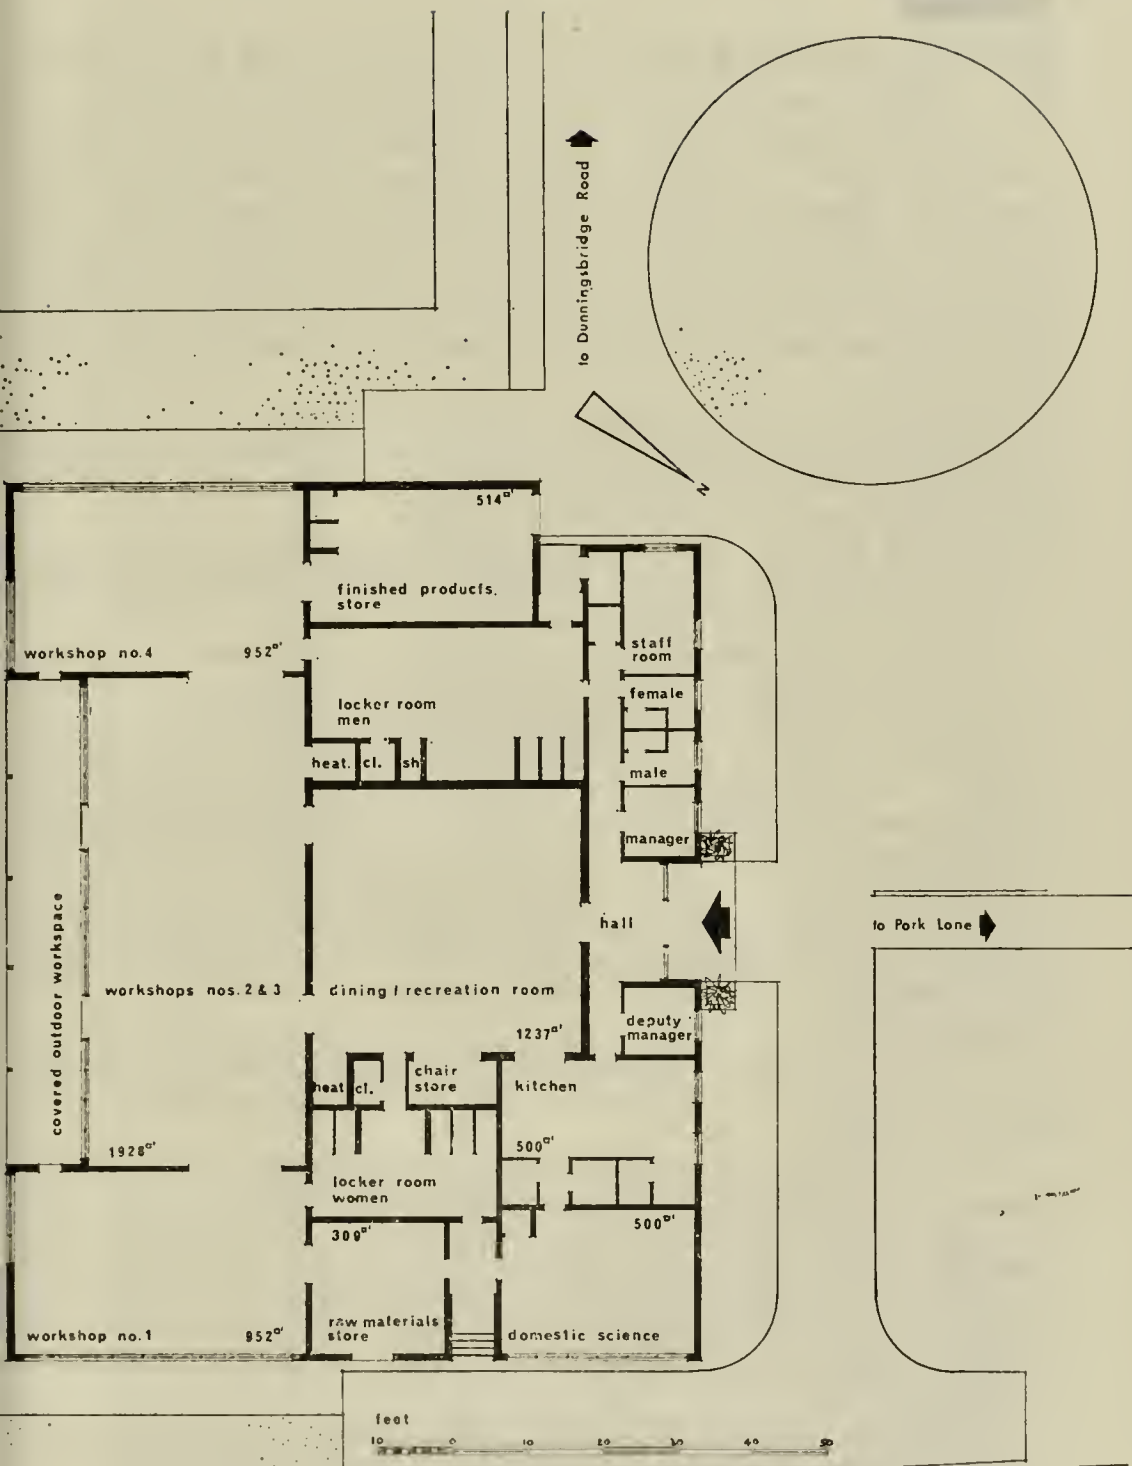 to Dunningsbridge Road
N
514□'
finished products.
store
workshop no.4
952□'
staff
room
female
locker room
men
heat.
cl.
sh
male
manager
hall
to Park Lane
covered outdoor workspace
workshops nos. 2 & 3
dining / recreation room
1237□'
deputy
manager
heat
cl.
chair
store
kitchen
1928□'
500□'
locker room
women
309□'
500□'
raw materials
store
workshop no.1
952□'
domestic science
feet
10 0 10 20 30 40 50